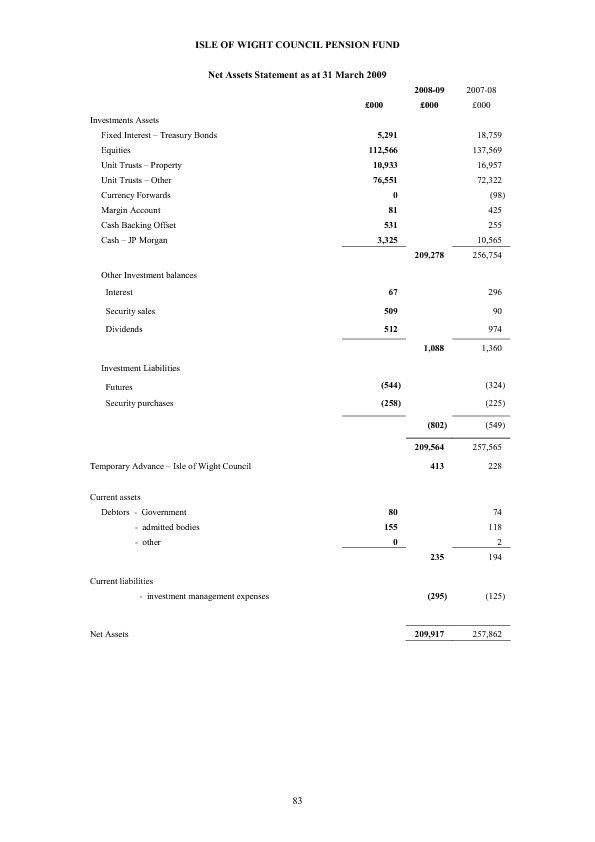 ISLE OF WIGHT COUNCIL PENSION FUND
Net Assets Statement as at 31 March 2009
2008-09 2007-08
£000 £000 £000
Investments Assets
Fixed Interest – Treasury Bonds 5,291 18,759
Equities 112,566 137,569
Unit Trusts – Property 10,933 16,957
Unit Trusts – Other 76,551 72,322
Currency Forwards 0 (98)
Margin Account 81 425
Cash Backing Offset 531 255
Cash – JP Morgan 3,325 10,565
209,278 256,754
Other Investment balances
Interest 67 296
Security sales 509 90
Dividends 512 974
1,088 1,360
Investment Liabilities
Futures (544) (324)
Security purchases (258) (225)
(802) (549)
209,564 257,565
Temporary Advance – Isle of Wight Council 413 228
Current assets
Debtors - Government 80 74
- admitted bodies 155 118
- other 0 2
235 194
Current liabilities
- investment management expenses (295) (125)
Net Assets 209,917 257,862
83